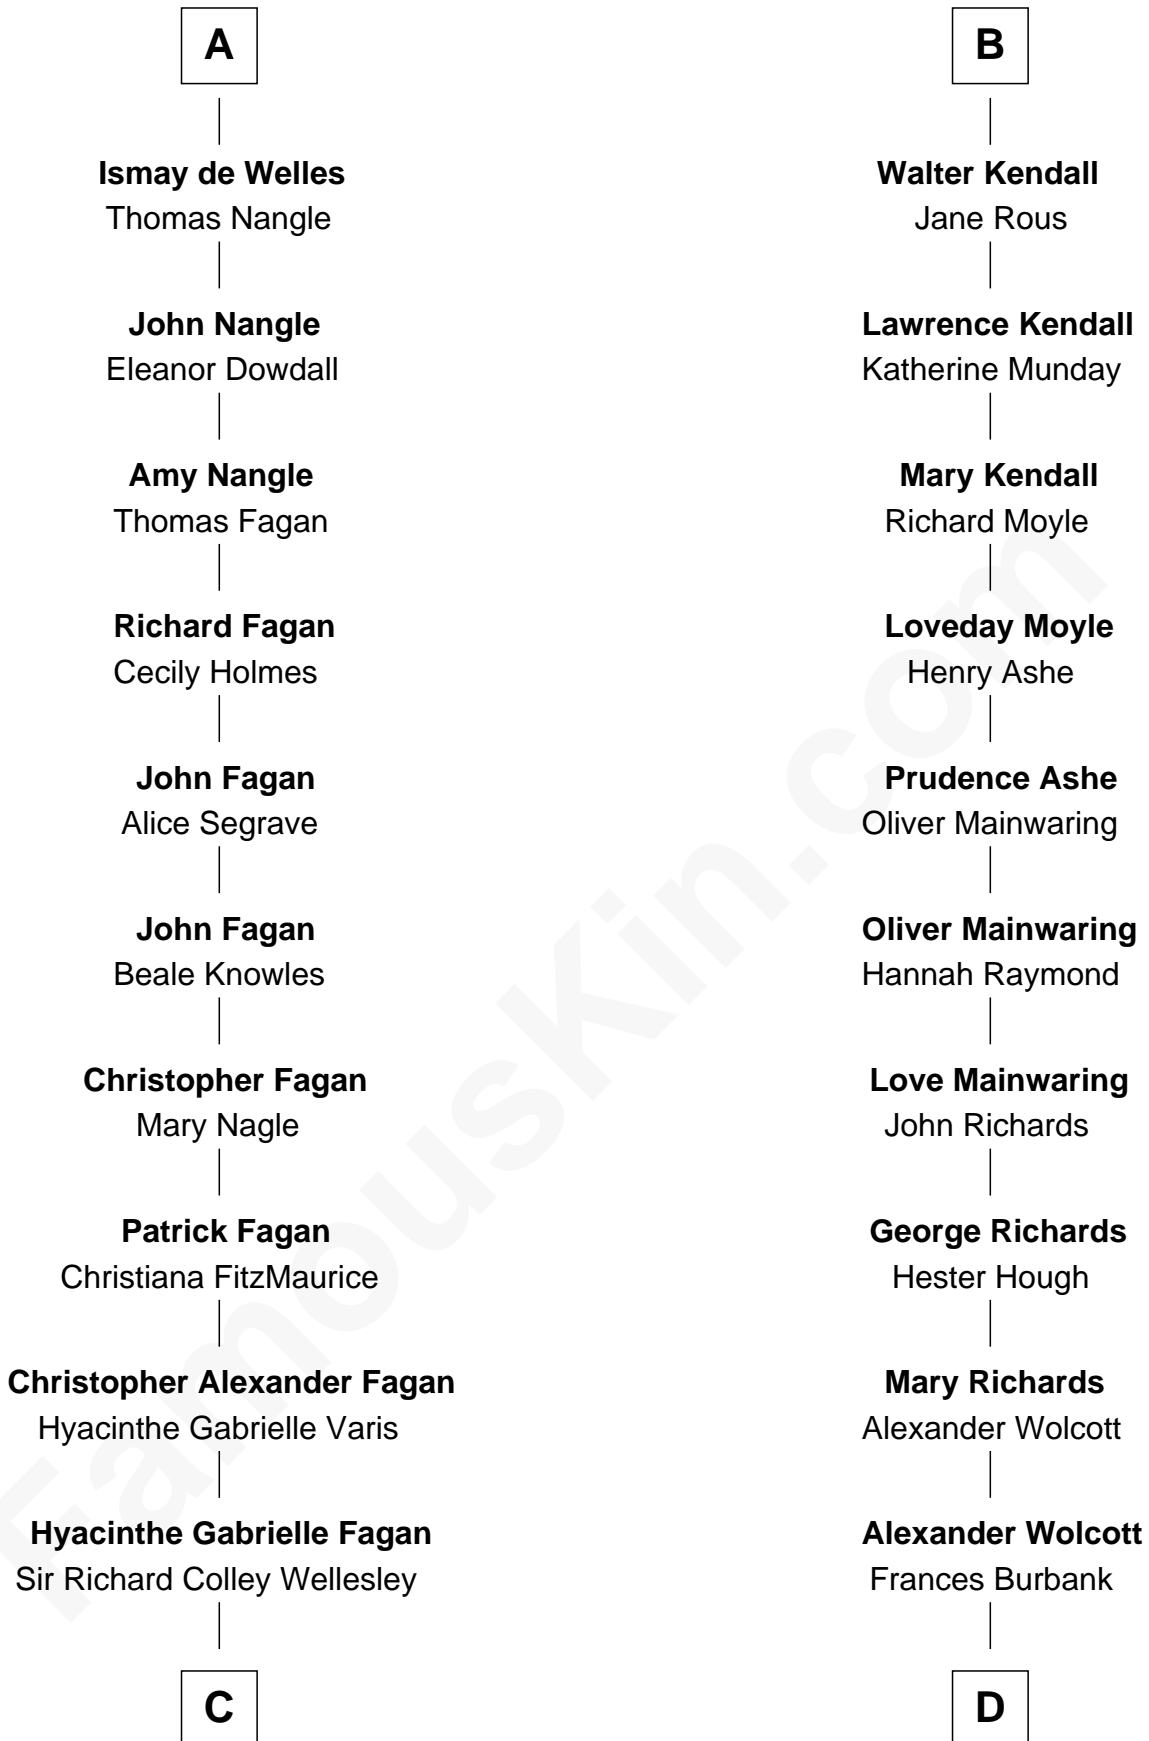 A
Ismay de Welles
Thomas Nangle
John Nangle
Eleanor Dowdall
Amy Nangle
Thomas Fagan
Richard Fagan
Cecily Holmes
John Fagan
Alice Segrave
John Fagan
Beale Knowles
Christopher Fagan
Mary Nagle
Patrick Fagan
Christiana FitzMaurice
Christopher Alexander Fagan
Hyacinthe Gabrielle Varis
Hyacinthe Gabrielle Fagan
Sir Richard Colley Wellesley
C
B
Walter Kendall
Jane Rous
Lawrence Kendall
Katherine Munday
Mary Kendall
Richard Moyle
Loveday Moyle
Henry Ashe
Prudence Ashe
Oliver Mainwaring
Oliver Mainwaring
Hannah Raymond
Love Mainwaring
John Richards
George Richards
Hester Hough
Mary Richards
Alexander Wolcott
Alexander Wolcott
Frances Burbank
D
FamousKin.com